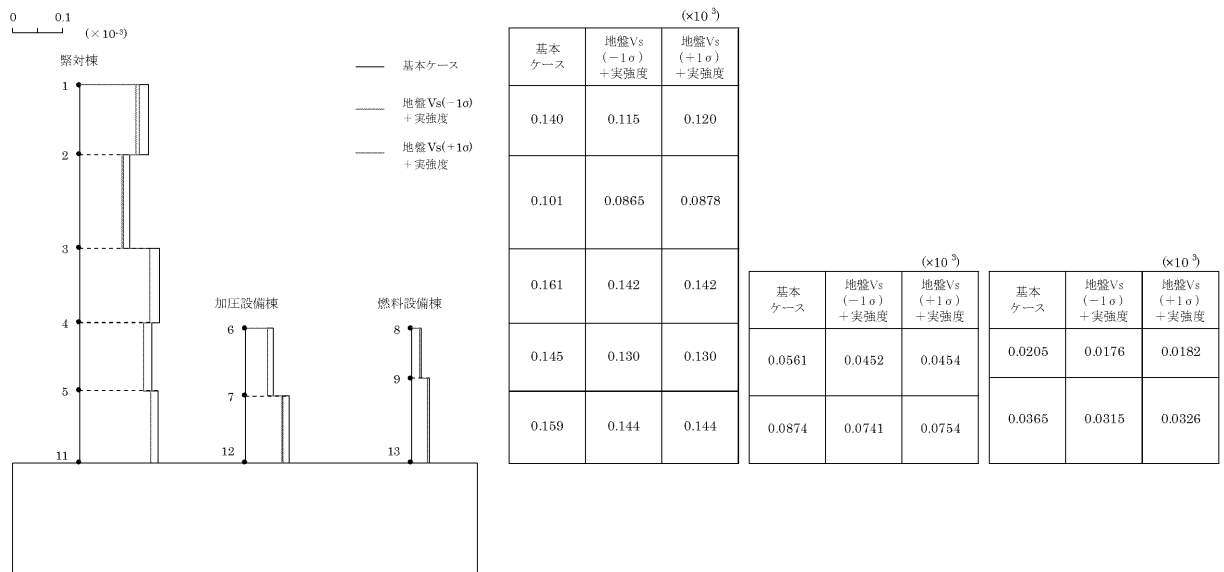 0 0.1
(×10⁻³)
緊対棟
1
2
3
4
5
11
加圧設備棟
6
7
12
燃料設備棟
8
9
13
基本ケース
地盤Vs(−1σ)
＋実強度
地盤Vs(+1σ)
＋実強度
(×10³)
基本
ケース
地盤Vs
(−1σ)
＋実強度
地盤Vs
(+1σ)
＋実強度
0.140 0.115 0.120
0.101 0.0865 0.0878
0.161 0.142 0.142
0.145 0.130 0.130
0.159 0.144 0.144
(×10³)
基本
ケース
地盤Vs
(−1σ)
＋実強度
地盤Vs
(+1σ)
＋実強度
0.0561 0.0452 0.0454
0.0874 0.0741 0.0754
(×10³)
基本
ケース
地盤Vs
(−1σ)
＋実強度
地盤Vs
(+1σ)
＋実強度
0.0205 0.0176 0.0182
0.0365 0.0315 0.0326